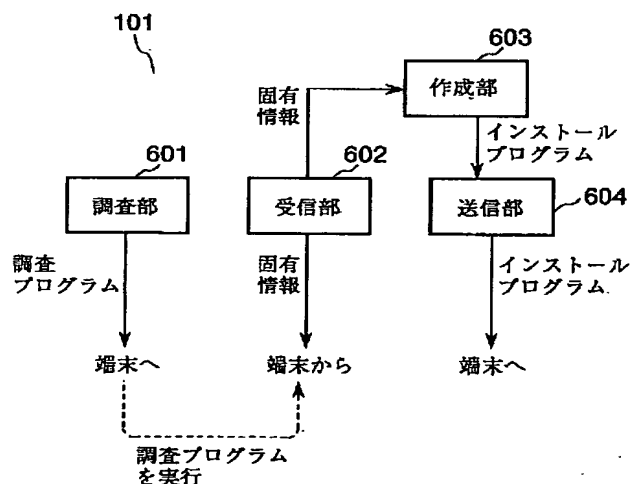 101
603
作成部
固有
情報
インストール
プログラム
601
調査部
602
受信部
送信部
604
調査
プログラム
固有
情報
インストール
プログラム
端末へ
端末から
端末へ
調査プログラム
を実行